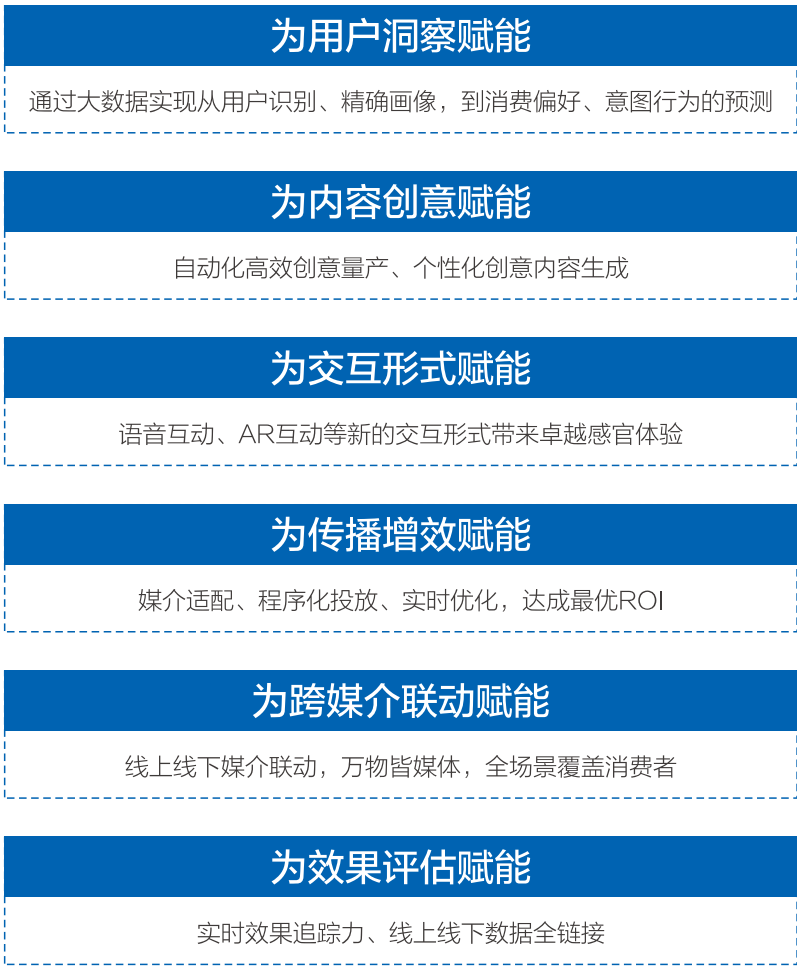 为用户洞察赋能
通过大数据实现从用户识别、精确画像，到消费偏好、意图行为的预测
为内容创意赋能
自动化高效创意量产、个性化创意内容生成
为交互形式赋能
语音互动、AR互动等新的交互形式带来卓越感官体验
为传播增效赋能
媒介适配、程序化投放、实时优化，达成最优ROI
为跨媒介联动赋能
线上线下媒介联动，万物皆媒体，全场景覆盖消费者
为效果评估赋能
实时效果追踪力、线上线下数据全链接